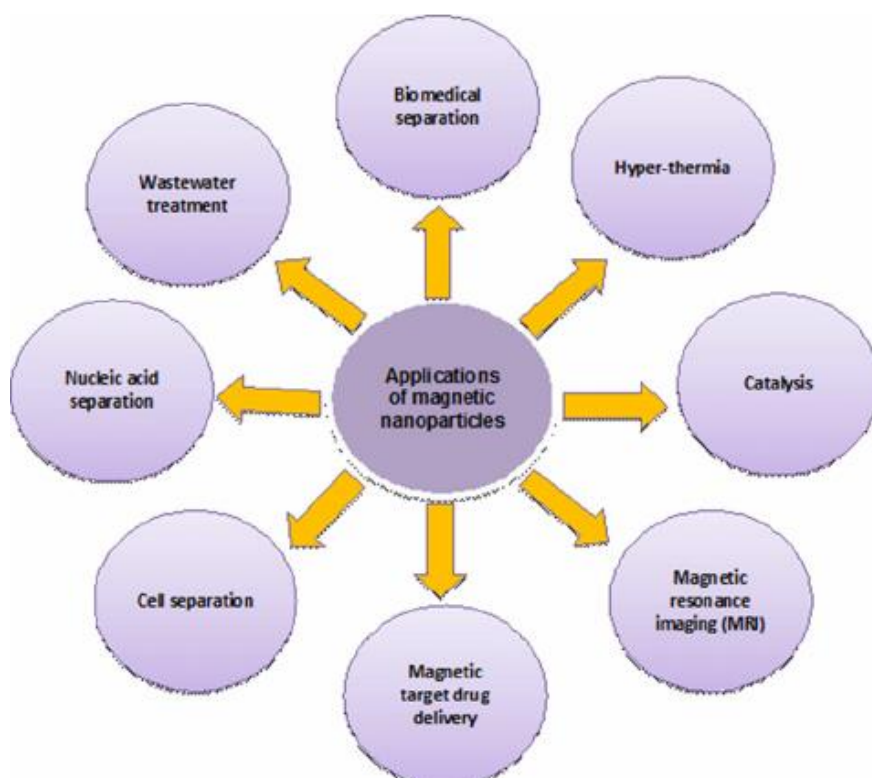 Biomedical
separation
Hyper-thermia
Wastewater
treatment
Applications
of magnetic
nanoparticles
Catalysis
Nucleic acid
separation
Magnetic
resonance
imaging (MRI)
Cell separation
Magnetic
target drug
delivery